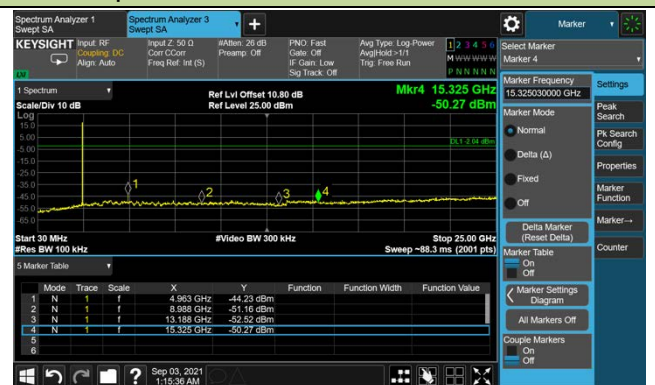 Spectrum Analyzer 1
Swept SA
Spectrum Analyzer 3
Swept SA
Marker
KEYSIGHT
Input: RF
Coupling: DC
Align: Auto
Input Z: 50 Ω
Corr CCorr
Freq Ref: Int (S)
#Atten: 26 dB
Preamp: Off
PNO: Fast
Gate: Off
IF Gain: Low
Sig Track: Off
Avg Type: Log-Power
Avg|Hold:>1/1
Trig: Free Run
1 2 3 4 5 6
M W W W W W
P N N N N N
Select Marker
Marker 4
1 Spectrum
Scale/Div 10 dB
Ref Lvl Offset 10.80 dB
Ref Level 25.00 dBm
Mkr4 15.325 GHz
-50.27 dBm
Log
15.0
5.00
-5.00
-15.0
-25.0
-35.0
-45.0
-55.0
-65.0
DL1 -2.04 dBm
1
2
3
4
Start 30 MHz
#Res BW 100 kHz
#Video BW 300 kHz
Stop 25.00 GHz
Sweep ~88.3 ms (2001 pts)
5 Marker Table
Mode Trace Scale X Y Function Function Width Function Value
1 N 1 f 4.963 GHz -44.23 dBm
2 N 1 f 8.988 GHz -51.16 dBm
3 N 1 f 13.188 GHz -52.52 dBm
4 N 1 f 15.325 GHz -50.27 dBm
5
6
Marker Frequency
15.325030000 GHz
Marker Mode
Normal
Delta (Δ)
Fixed
Off
Delta Marker
(Reset Delta)
Marker Table
On
Off
Marker Settings
Diagram
All Markers Off
Couple Markers
On
Off
Settings
Peak
Search
Pk Search
Config
Properties
Marker
Function
Marker→
Counter
?
Sep 03, 2021
1:15:36 AM